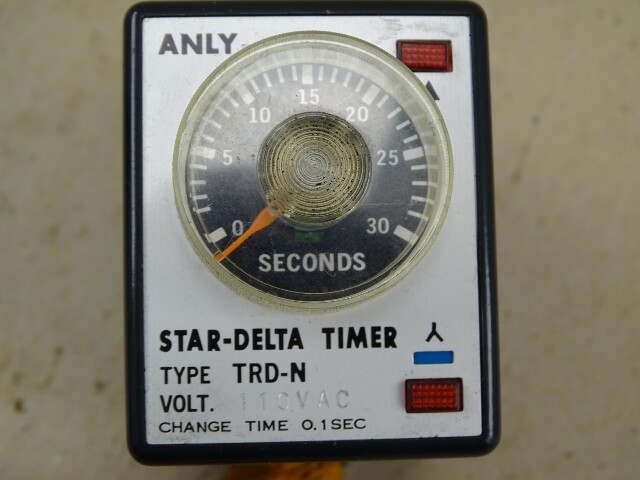 ANLY
15
10 20
5 25
0 30
SECONDS
STAR-DELTA TIMER
TYPE TRD-N
VOLT. 110VAC
CHANGE TIME 0.1SEC